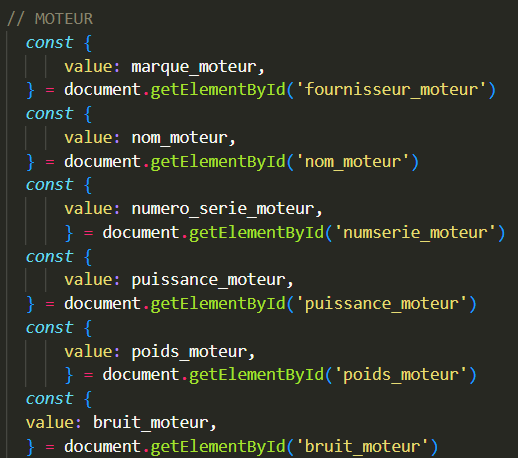 // MOTEUR
const {
value: marque_moteur,
} = document.getElementById('fournisseur_moteur')
const {
value: nom_moteur,
} = document.getElementById('nom_moteur')
const {
value: numero_serie_moteur,
} = document.getElementById('numserie_moteur')
const {
value: puissance_moteur,
} = document.getElementById('puissance_moteur')
const {
value: poids_moteur,
} = document.getElementById('poids_moteur')
const {
value: bruit_moteur,
} = document.getElementById('bruit_moteur')